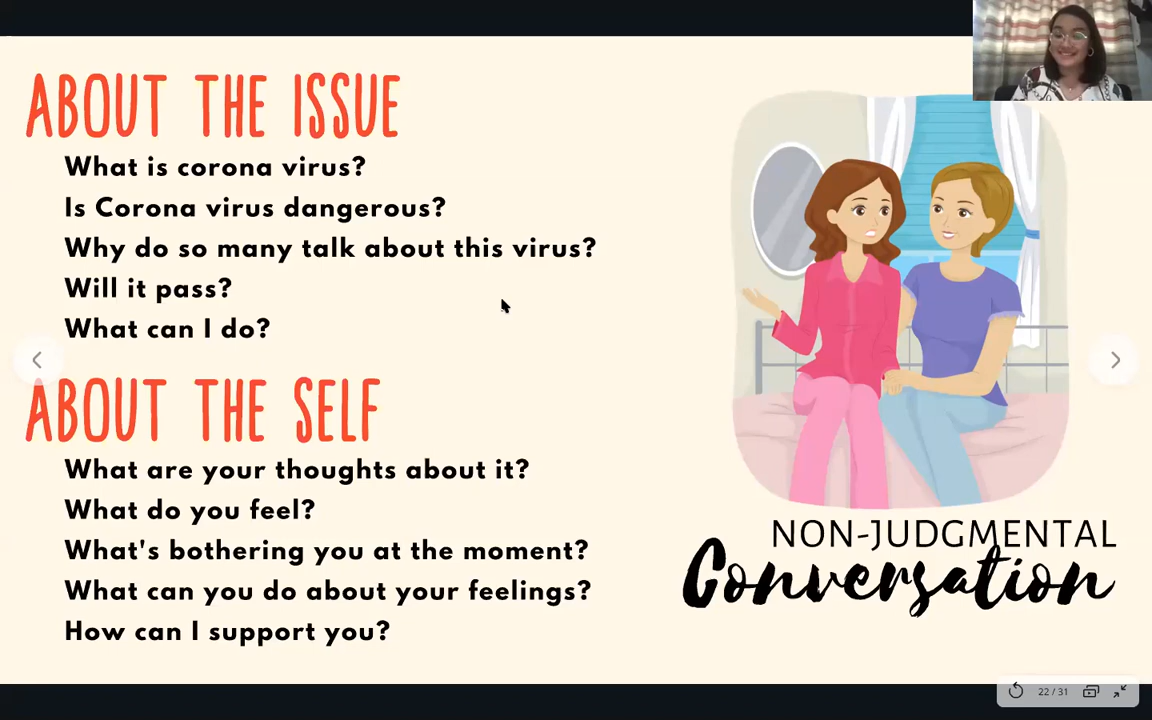 ABOUT THE ISSUE
What is corona virus?
Is Corona virus dangerous?
Why do so many talk about this virus?
Will it pass?
What can I do?
ABOUT THE SELF
What are your thoughts about it?
What do you feel?
What's bothering you at the moment?
What can you do about your feelings?
How can I support you?
NON-JUDGMENTAL
Conversation
22 / 31